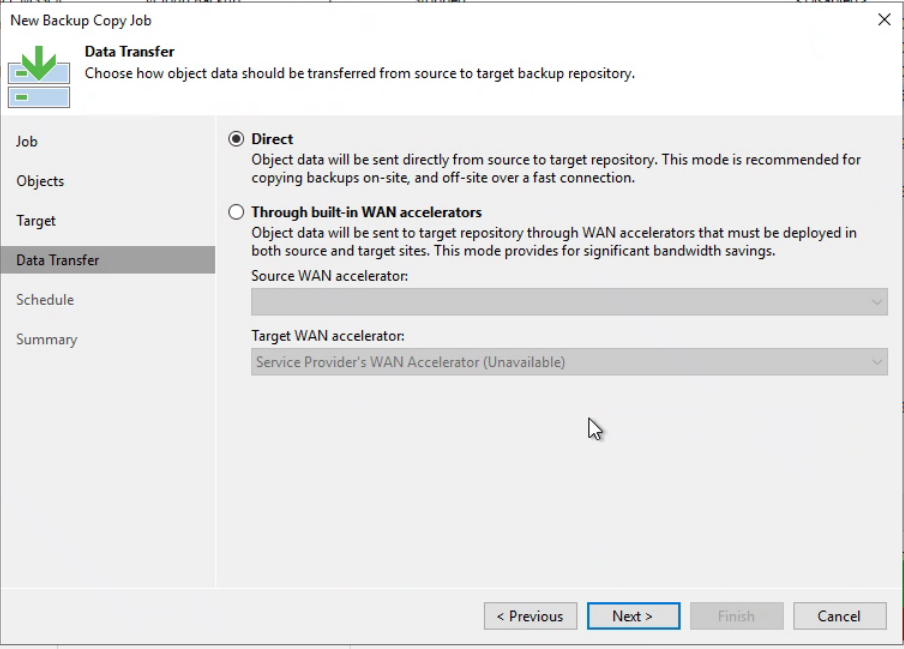 New Backup Copy Job
Data Transfer
Choose how object data should be transferred from source to target backup repository.
Job
Objects
Target
Data Transfer
Schedule
Summary
Direct
Object data will be sent directly from source to target repository. This mode is recommended for
copying backups on-site, and off-site over a fast connection.
Through built-in WAN accelerators
Object data will be sent to target repository through WAN accelerators that must be deployed in
both source and target sites. This mode provides for significant bandwidth savings.
Source WAN accelerator:
Target WAN accelerator:
Service Provider's WAN Accelerator (Unavailable)
< Previous
Next >
Finish
Cancel